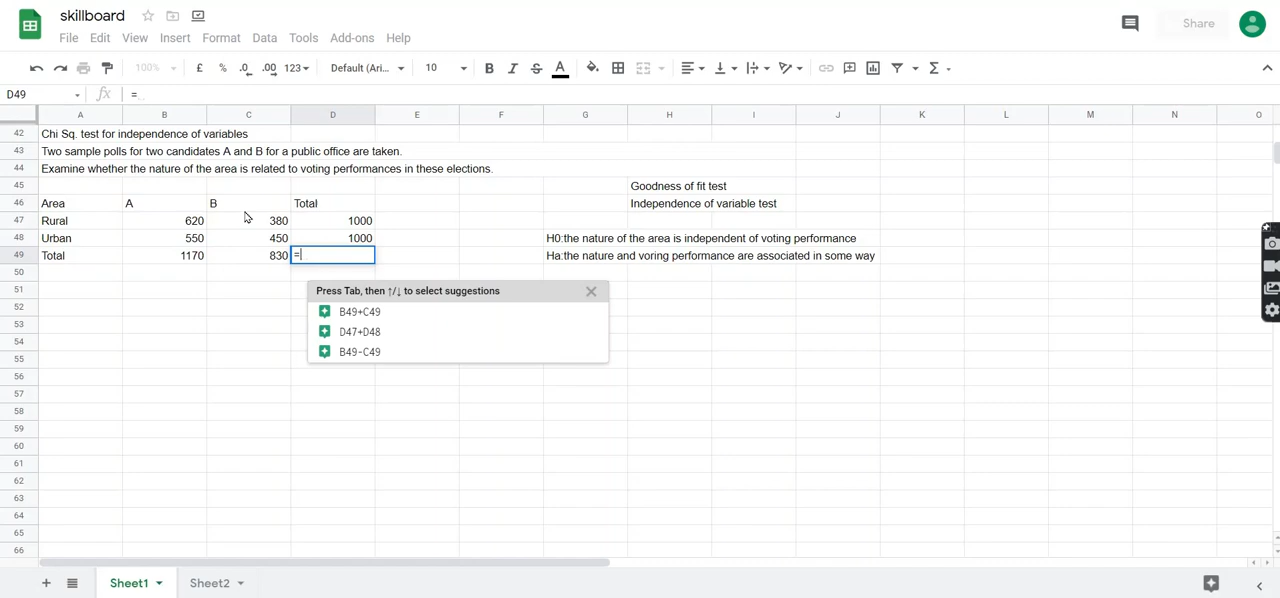 skillboard
File Edit View Insert Format Data Tools Add-ons Help
Share
100% £ % .0 .00 123 Default (Ari... 10 B I S A Σ
D49 fx =
A B C D E F G H I J K L M N O
42 Chi Sq. test for independence of variables
43 Two sample polls for two candidates A and B for a public office are taken.
44 Examine whether the nature of the area is related to voting performances in these elections.
45 Goodness of fit test
46 Area A B Total Independence of variable test
47 Rural 620 380 1000
48 Urban 550 450 1000 H0:the nature of the area is independent of voting performance
49 Total 1170 830 = Ha:the nature and voring performance are associated in some way
50
51 Press Tab, then ↑/↓ to select suggestions
52 B49+C49
53 D47+D48
54 B49-C49
55
56
57
58
59
60
61
62
63
64
65
66
Sheet1 Sheet2